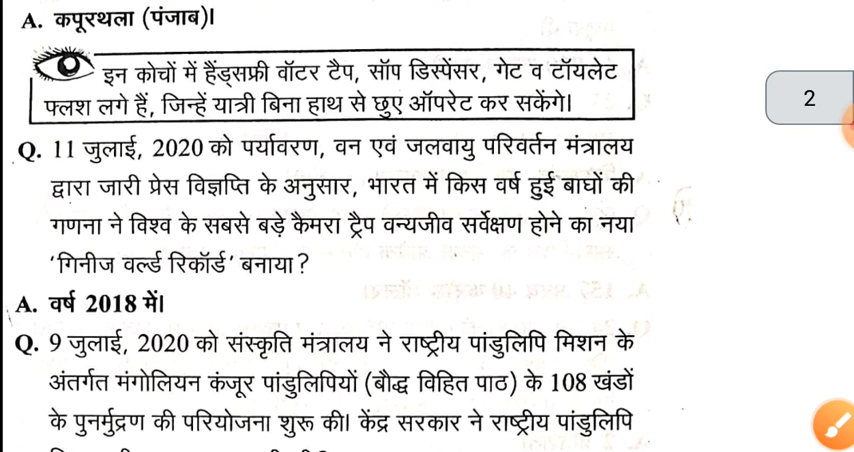 A. कपूरथला (पंजाब)।
इन कोचों में हैंड्सफ्री वॉटर टैप, सॉप डिस्पेंसर, गेट व टॉयलेट
फ्लश लगे हैं, जिन्हें यात्री बिना हाथ से छुए ऑपरेट कर सकेंगे।
2
Q. 11 जुलाई, 2020 को पर्यावरण, वन एवं जलवायु परिवर्तन मंत्रालय
द्वारा जारी प्रेस विज्ञप्ति के अनुसार, भारत में किस वर्ष हुई बाघों की
गणना ने विश्व के सबसे बड़े कैमरा ट्रैप वन्यजीव सर्वेक्षण होने का नया
'गिनीज वर्ल्ड रिकॉर्ड' बनाया?
A. वर्ष 2018 में।
Q. 9 जुलाई, 2020 को संस्कृति मंत्रालय ने राष्ट्रीय पांडुलिपि मिशन के
अंतर्गत मंगोलियन कंजूर पांडुलिपियों (बौद्ध विहित पाठ) के 108 खंडों
के पुनर्मुद्रण की परियोजना शुरू की। केंद्र सरकार ने राष्ट्रीय पांडुलिपि